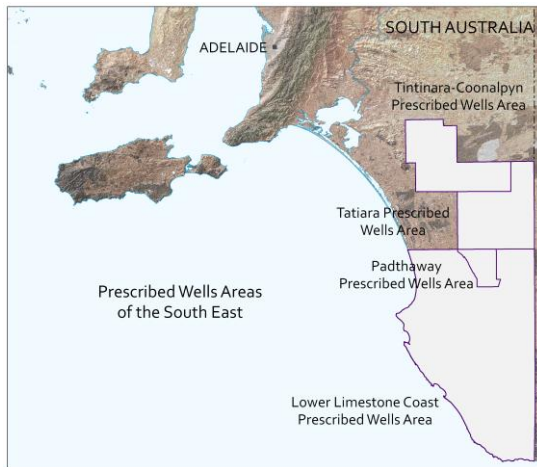 SOUTH AUSTRALIA
ADELAIDE
Tintinara-Coonalpyn
Prescribed Wells Area
Tatiara Prescribed
Wells Area
Padthaway
Prescribed Wells Area
Prescribed Wells Areas
of the South East
Lower Limestone Coast
Prescribed Wells Area